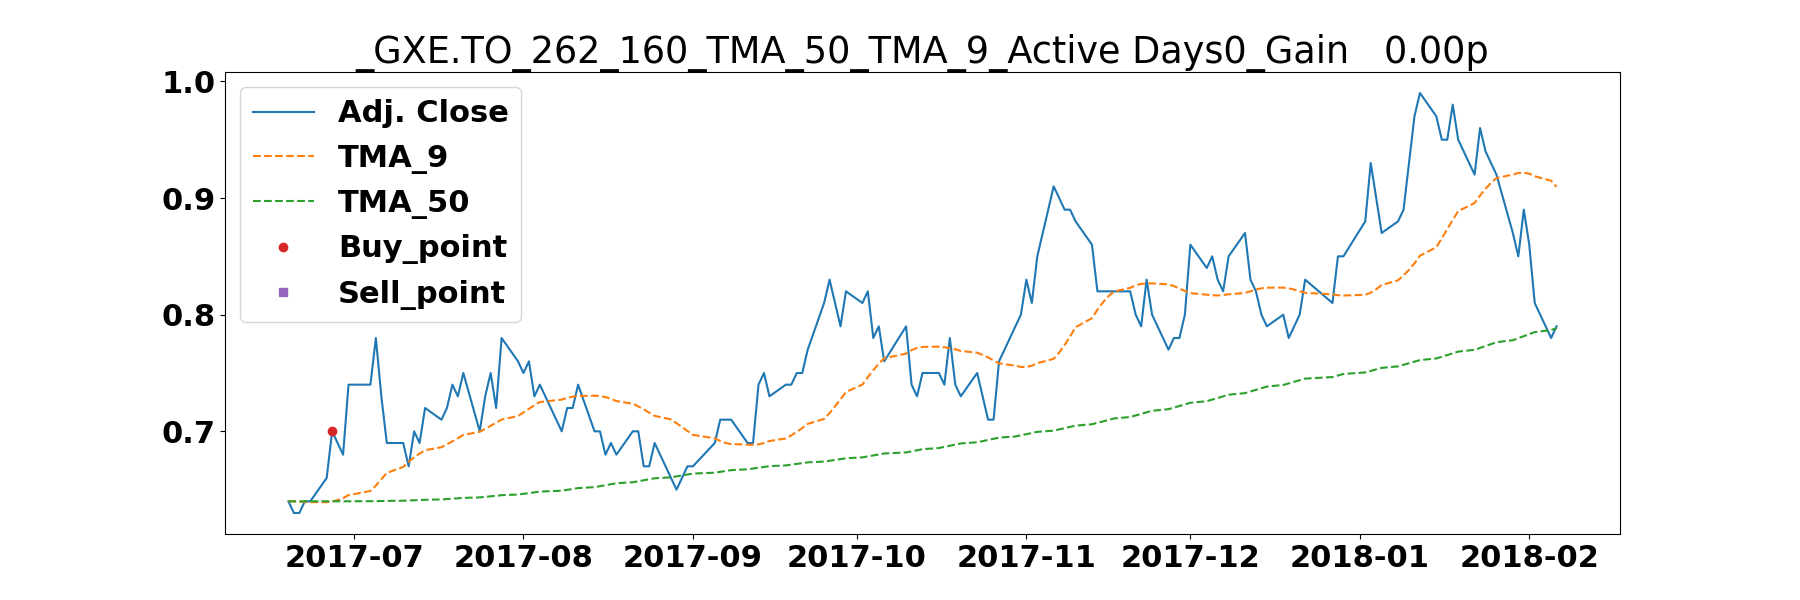 _GXE.TO_262_160_TMA_50_TMA_9_Active Days0_Gain   0.00p
1.0
0.9
0.8
0.7
Adj. Close
TMA_9
TMA_50
Buy_point
Sell_point
2017-07 2017-08 2017-09 2017-10 2017-11 2017-12 2018-01 2018-02